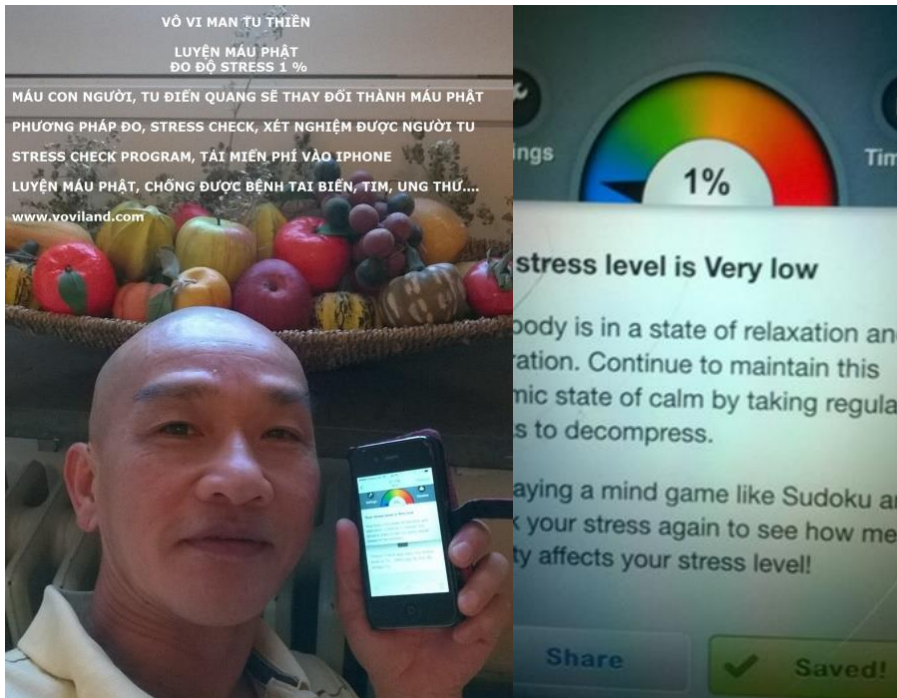 VÔ VI MAN TU THIỀN
LUYỆN MÁU PHẬT
ĐO ĐỘ STRESS 1 %
MÁU CON NGƯỜI, TU ĐIỂN QUANG SẼ THAY ĐỔI THÀNH MÁU PHẬT
PHƯƠNG PHÁP ĐO, STRESS CHECK, XÉT NGHIỆM ĐƯỢC NGƯỜI TU
STRESS CHECK PROGRAM, TẢI MIỄN PHÍ VÀO IPHONE
LUYỆN MÁU PHẬT, CHỐNG ĐƯỢC BỆNH TAI BIẾN, TIM, UNG THƯ....
www.voviland.com
ngs
Tim
1%
stress level is Very low
body is in a state of relaxation an
ation. Continue to maintain this
mic state of calm by taking regula
s to decompress.
aying a mind game like Sudoku a
k your stress again to see how me
ty affects your stress level!
Share
Saved!